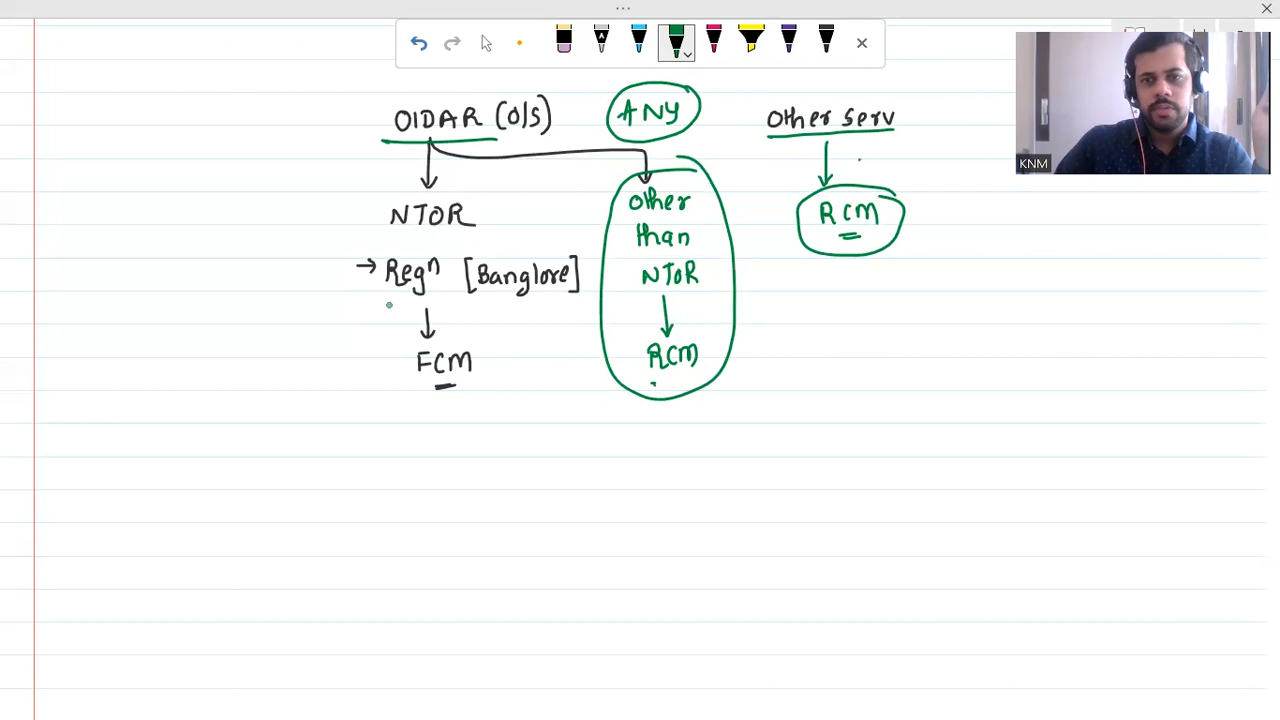 OIDAR (O/S) ANY Other Serv
NTOR
→ Regn [Banglore]
FCM
Other
than
NTOR
RCM
RCM
KNM